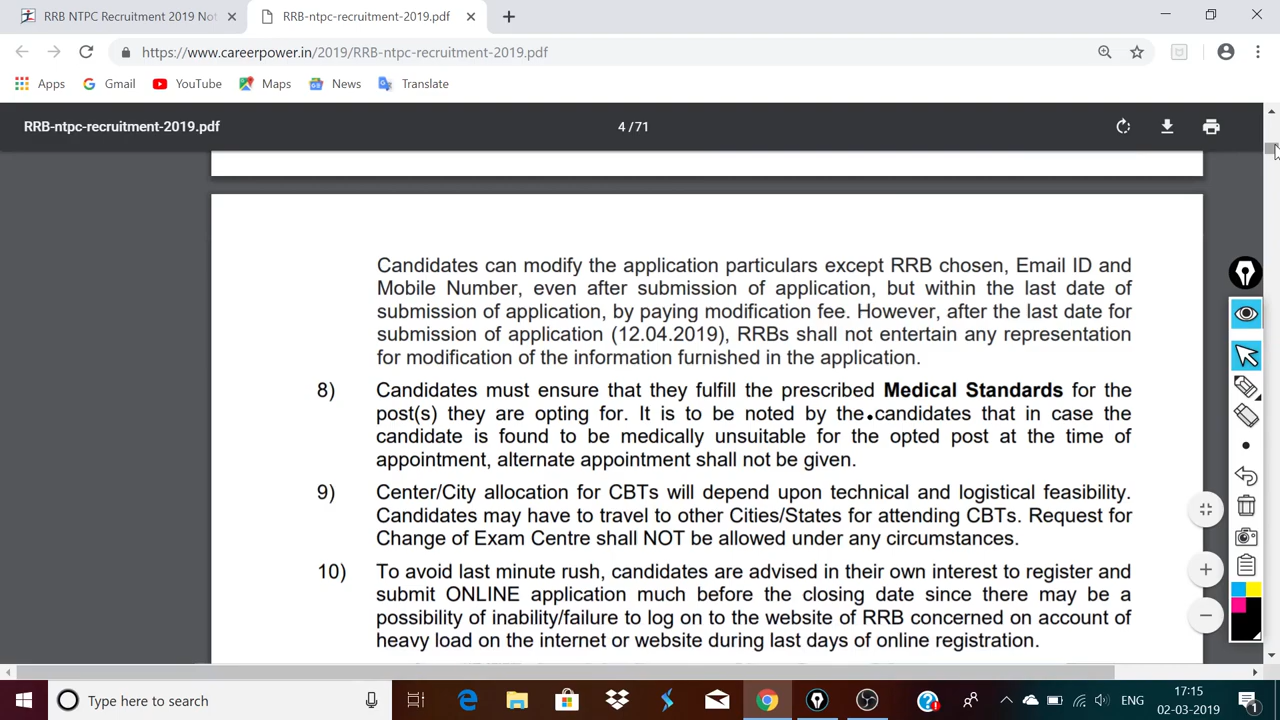 RRB NTPC Recruitment 2019 Not
RRB-ntpc-recruitment-2019.pdf
https://www.careerpower.in/2019/RRB-ntpc-recruitment-2019.pdf
Apps
Gmail
YouTube
Maps
News
Translate
RRB-ntpc-recruitment-2019.pdf
4 / 71
Candidates can modify the application particulars except RRB chosen, Email ID and
Mobile Number, even after submission of application, but within the last date of
submission of application, by paying modification fee. However, after the last date for
submission of application (12.04.2019), RRBs shall not entertain any representation
for modification of the information furnished in the application.
8) Candidates must ensure that they fulfill the prescribed Medical Standards for the
post(s) they are opting for. It is to be noted by the candidates that in case the
candidate is found to be medically unsuitable for the opted post at the time of
appointment, alternate appointment shall not be given.
9) Center/City allocation for CBTs will depend upon technical and logistical feasibility.
Candidates may have to travel to other Cities/States for attending CBTs. Request for
Change of Exam Centre shall NOT be allowed under any circumstances.
10) To avoid last minute rush, candidates are advised in their own interest to register and
submit ONLINE application much before the closing date since there may be a
possibility of inability/failure to log on to the website of RRB concerned on account of
heavy load on the internet or website during last days of online registration.
Type here to search
ENG
17:15
02-03-2019
1